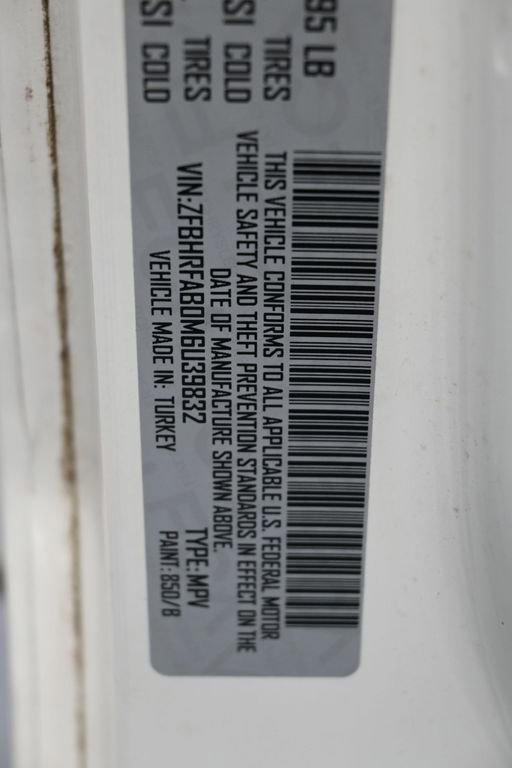 95 LB
TIRES
SI COLD
TIRES
SI COLD
THIS VEHICLE CONFORMS TO ALL APPLICABLE U.S. FEDERAL MOTOR
VEHICLE SAFETY AND THEFT PREVENTION STANDARDS IN EFFECT ON THE
DATE OF MANUFACTURE SHOWN ABOVE.
VIN:ZFBHRFAB0M6U39832 TYPE:MPV
VEHICLE MADE IN: TURKEY PAINT: 850/B